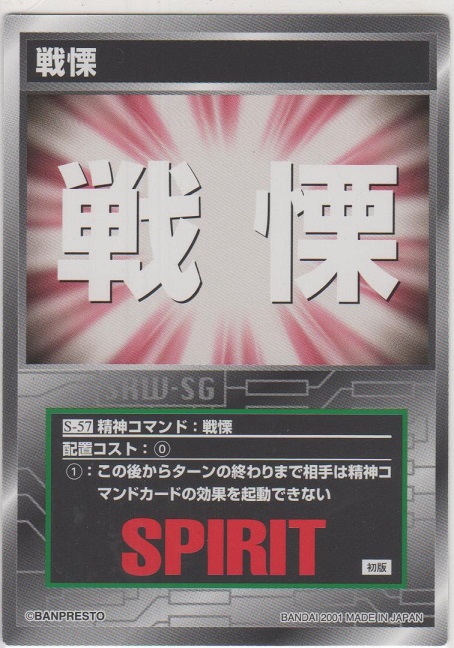 戦慄
戦慄
SRW-SG
S-57 精神コマンド：戦慄
配置コスト：⓪
①：この後からターンの終わりまで相手は精神コ
マンドカードの効果を起動できない
SPIRIT
初版
©BANPRESTO
BANDAI 2001 MADE IN JAPAN